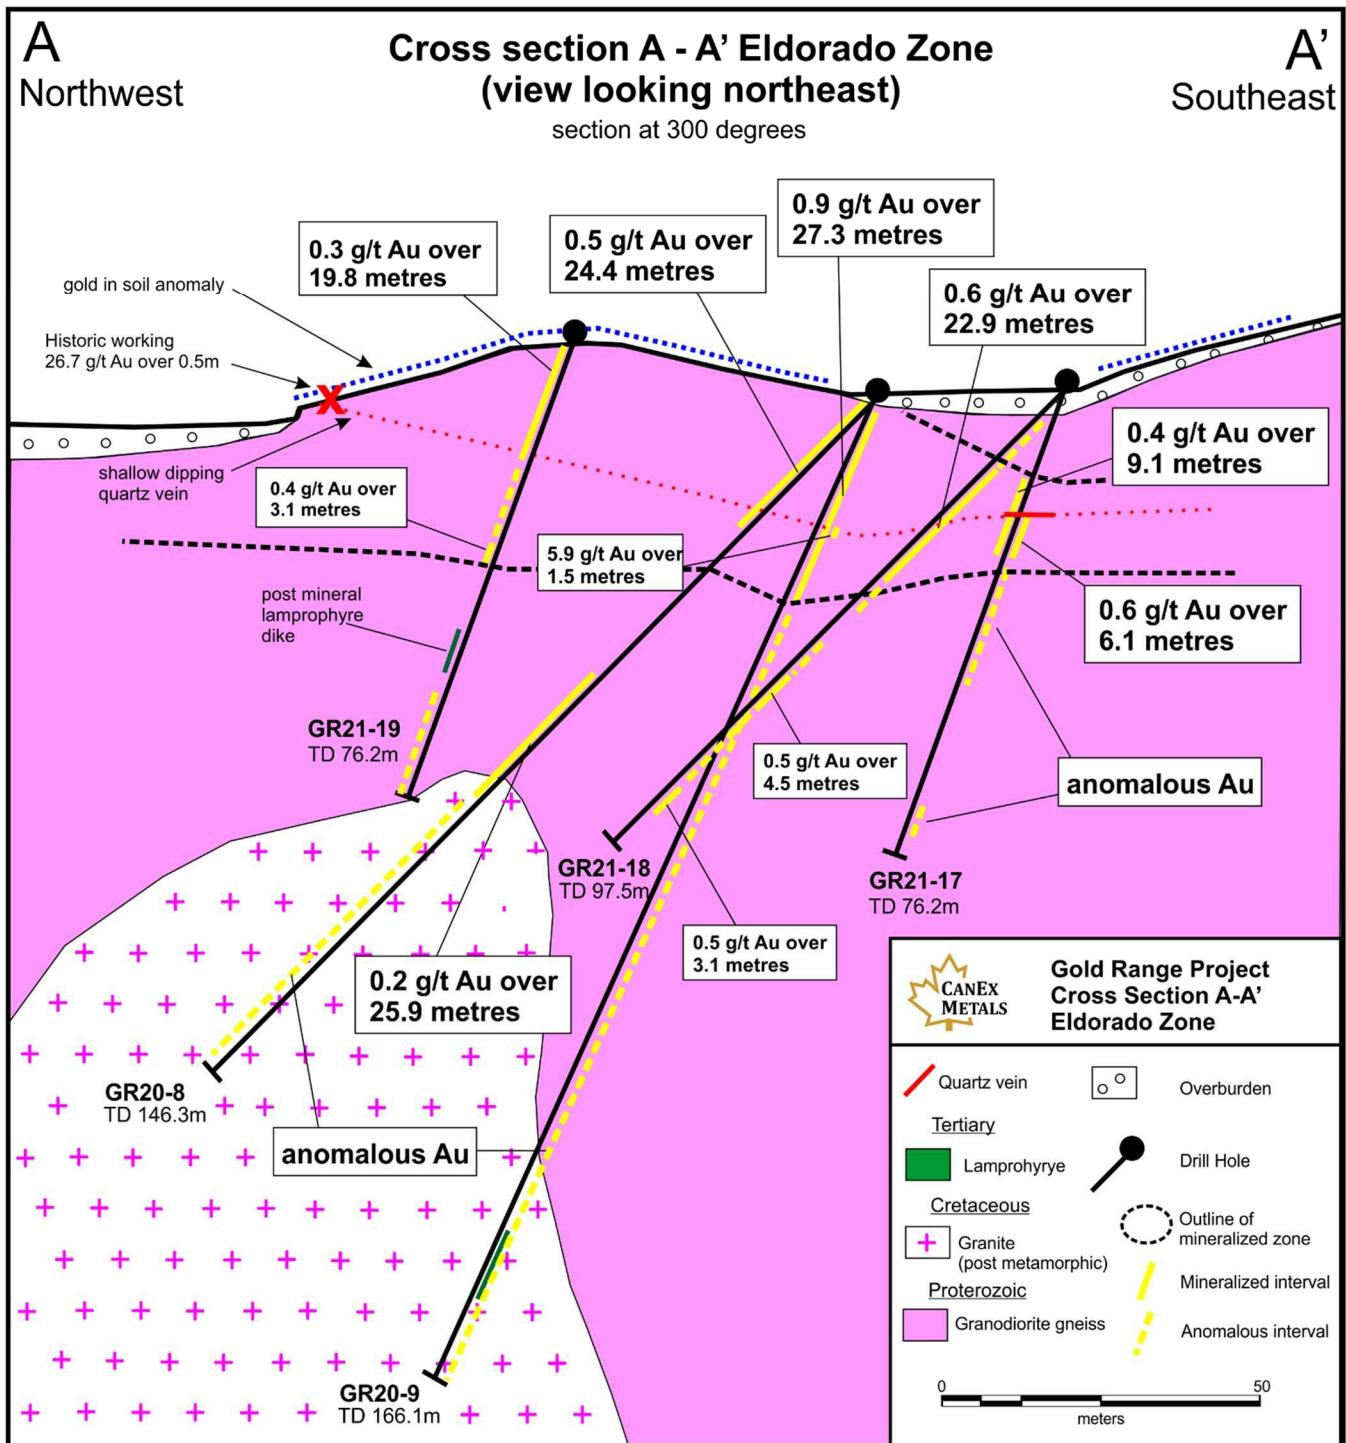 A
Northwest
Cross section A - A’ Eldorado Zone
(view looking northeast)
section at 300 degrees
A’
Southeast
0.9 g/t Au over
27.3 metres
0.3 g/t Au over
19.8 metres
0.5 g/t Au over
24.4 metres
0.6 g/t Au over
22.9 metres
gold in soil anomaly
Historic working
26.7 g/t Au over 0.5m
X
shallow dipping
quartz vein
0.4 g/t Au over
3.1 metres
0.4 g/t Au over
9.1 metres
5.9 g/t Au over
1.5 metres
post mineral
lamprophyre
dike
0.6 g/t Au over
6.1 metres
GR21-19
TD 76.2m
0.5 g/t Au over
4.5 metres
anomalous Au
GR21-18
TD 97.5m
GR21-17
TD 76.2m
0.5 g/t Au over
3.1 metres
0.2 g/t Au over
25.9 metres
GR20-8
TD 146.3m
anomalous Au
GR20-9
TD 166.1m
CANEX
METALS
Gold Range Project
Cross Section A-A’
Eldorado Zone
Quartz vein
Overburden
Tertiary
Lamprohyrye
Drill Hole
Cretaceous
Granite
(post metamorphic)
Outline of
mineralized zone
Proterozoic
Mineralized interval
Granodiorite gneiss
Anomalous interval
0 50
meters